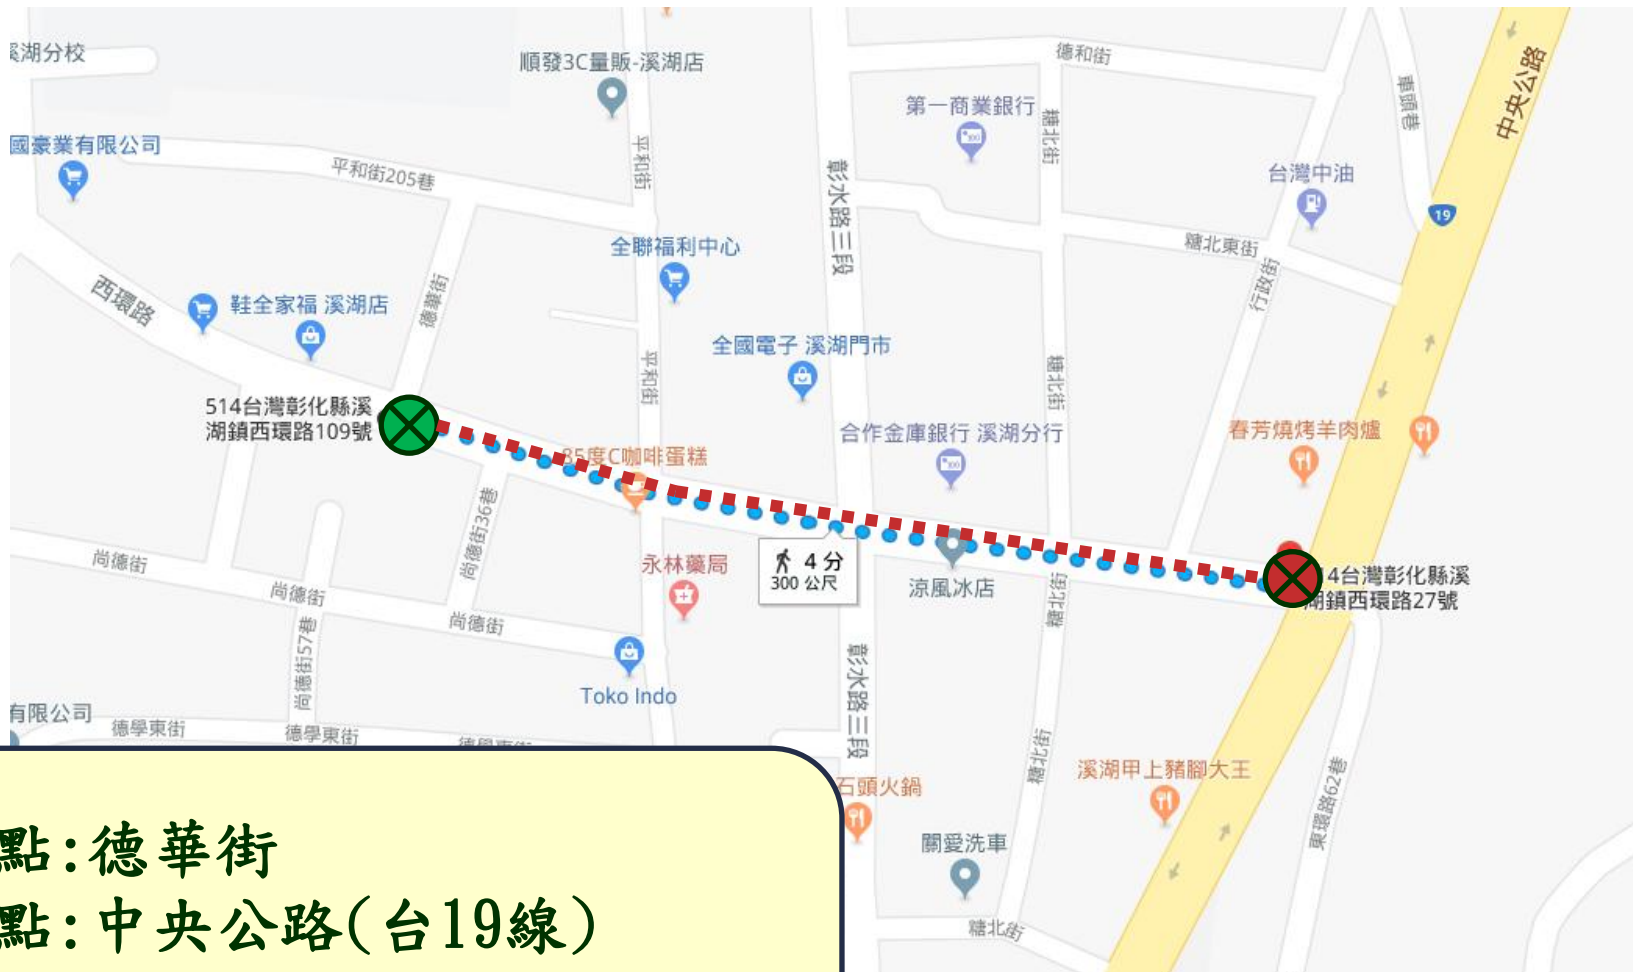 溪湖分校
順發3C量販-溪湖店
德和街
車頭巷
中央公路
第一商業銀行
糖北街
國豪業有限公司
平和街205巷
平和街
彰水路三段
台灣中油
19
糖北東街
全聯福利中心
行政街
西環路
鞋全家福 溪湖店
德華街
全國電子 溪湖門市
平和街
糖北街
514台灣彰化縣溪
湖鎮西環路109號
合作金庫銀行 溪湖分行
春芳燒烤羊肉爐
85度C咖啡蛋糕
尚德街36巷
尚德街
永林藥局
4 分
300 公尺
涼風冰店
糖北街
14台灣彰化縣溪
湖鎮西環路27號
尚德街
尚德街
尚德街57巷
Toko Indo
彰水路三段
有限公司
德學東街
德學東街
德學東街
糖北街
溪湖甲上豬腳大王
東環路62巷
石頭火鍋
關愛洗車
點:德華街
點:中央公路(台19線)
糖北街